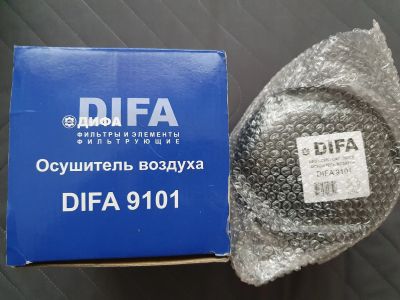 DIFA
ДИФА
ФИЛЬТРЫ И ЭЛЕМЕНТЫ
ФИЛЬТРУЮЩИЕ
Осушитель воздуха
DIFA 9101
DIFA
DIFA 9101